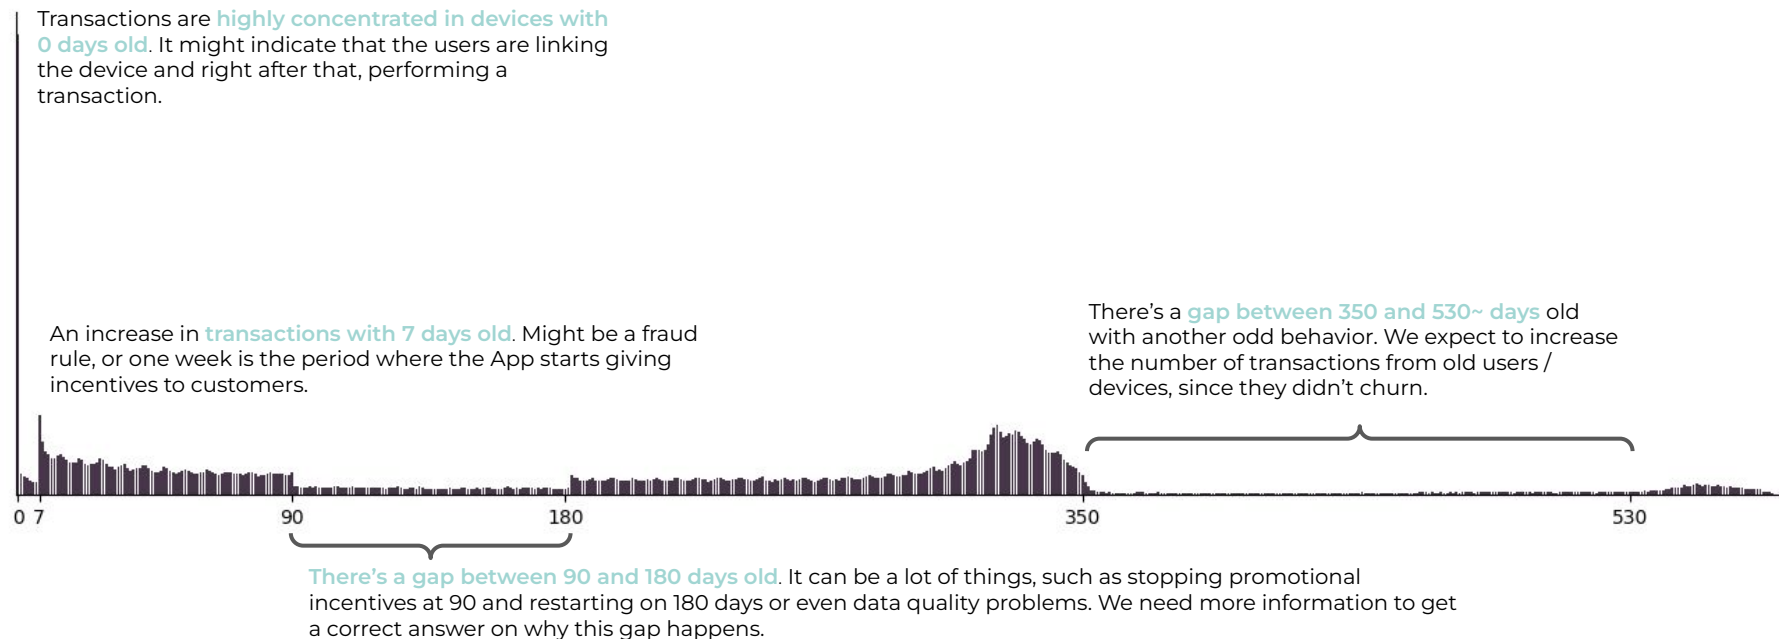 Transactions are highly concentrated in devices with
0 days old. It might indicate that the users are linking
the device and right after that, performing a
transaction.
An increase in transactions with 7 days old. Might be a fraud
rule, or one week is the period where the App starts giving
incentives to customers.
There’s a gap between 350 and 530~ days old
with another odd behavior. We expect to increase
the number of transactions from old users /
devices, since they didn’t churn.
0 7 90 180 350 530
There’s a gap between 90 and 180 days old. It can be a lot of things, such as stopping promotional
incentives at 90 and restarting on 180 days or even data quality problems. We need more information to get
a correct answer on why this gap happens.